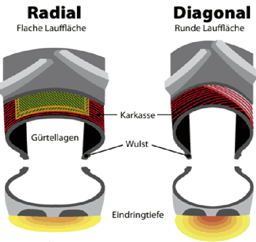 Radial
Flache Lauffläche
Diagonal
Runde Lauffläche
Karkasse
Gürtellagen
Wulst
Eindringtiefe